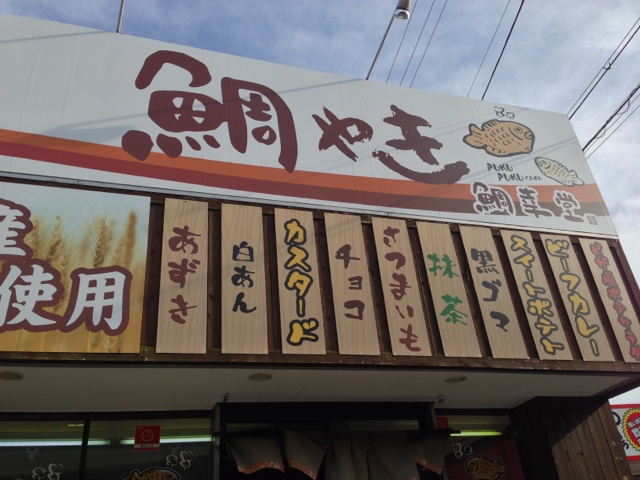 鯛やき
PUKU
PUKU
鯛菓堂
産
使用
あずき
白あん
カスタード
チョコ
さつまいも
抹茶
黒ゴマ
スイートポテト
ビーフカレー